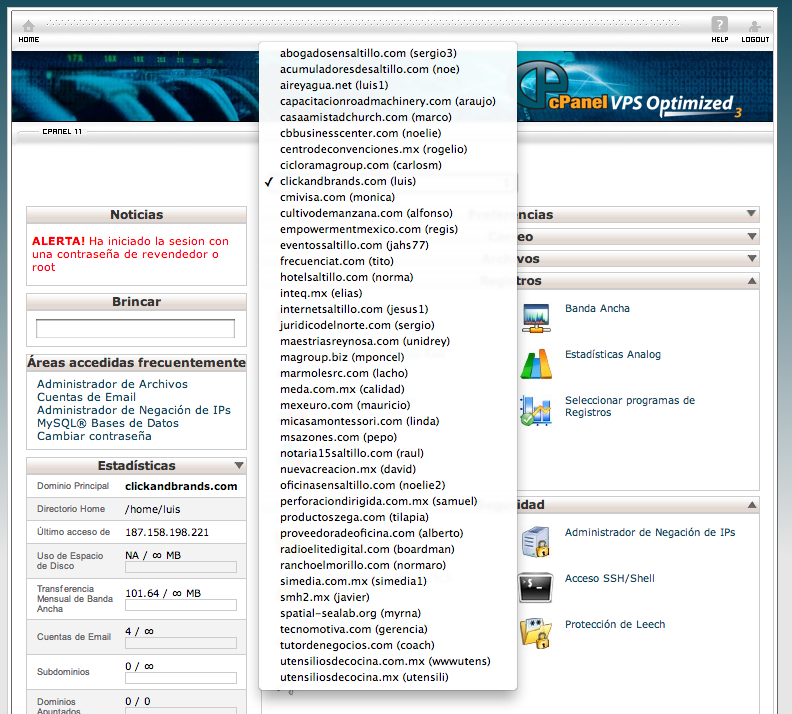 HOME
HELP
LOGOUT
cPanel VPS Optimized 3
CPANEL 11
Noticias
ALERTA! Ha iniciado la sesion con
una contraseña de revendedor o
root
Brincar
Áreas accedidas frecuentemente
Administrador de Archivos
Cuentas de Email
Administrador de Negación de IPs
MySQL® Bases de Datos
Cambiar contraseña
Estadísticas
Dominio Principal clickandbrands.com
Directorio Home /home/luis
Último acceso de 187.158.198.221
Uso de Espacio
de Disco
NA / ∞ MB
Transferencia
Mensual de Banda
Ancha
101.64 / ∞ MB
Cuentas de Email 4 / ∞
Subdominios 0 / ∞
Dominios
Apuntados
0 / 0
abogadosensaltillo.com (sergio3)
acumuladoresdesaltillo.com (noe)
aireyagua.net (luis1)
capacitacionroadmachinery.com (araujo)
casaamistadchurch.com (marco)
cbbusinesscenter.com (noelie)
centrodeconvenciones.mx (rogelio)
cicloramagroup.com (carlosm)
✓ clickandbrands.com (luis)
cmivisa.com (monica)
cultivodemanzana.com (alfonso)
empowermentmexico.com (regis)
eventossaltillo.com (jahs77)
frecuenciat.com (tito)
hotelsaltillo.com (norma)
inteq.mx (elias)
internetsaltillo.com (jesus1)
juridicodelnorte.com (sergio)
maestriasreynosa.com (unidrey)
magroup.biz (mponcel)
marmolesrc.com (lacho)
meda.com.mx (calidad)
mexeuro.com (mauricio)
micasamontessori.com (linda)
msazones.com (pepo)
notaria15saltillo.com (raul)
nuevacreacion.mx (david)
oficinasensaltillo.com (noelie2)
perforaciondirigida.com.mx (samuel)
productoszega.com (tilapia)
proveedoradeoficina.com (alberto)
radioelitedigital.com (boardman)
ranchoelmorillo.com (normaro)
simedia.com.mx (simedia1)
smh2.mx (javier)
spatial-sealab.org (myrna)
tecnomotiva.com (gerencia)
tutordenegocios.com (coach)
utensiliosdecocina.com.mx (wwwutens)
utensiliosdecocina.mx (utensili)
Preferencias
Correo
Archivos
Registros
Banda Ancha
Estadísticas Analog
Seleccionar programas de
Registros
Seguridad
Administrador de Negación de IPs
Acceso SSH/Shell
Protección de Leech